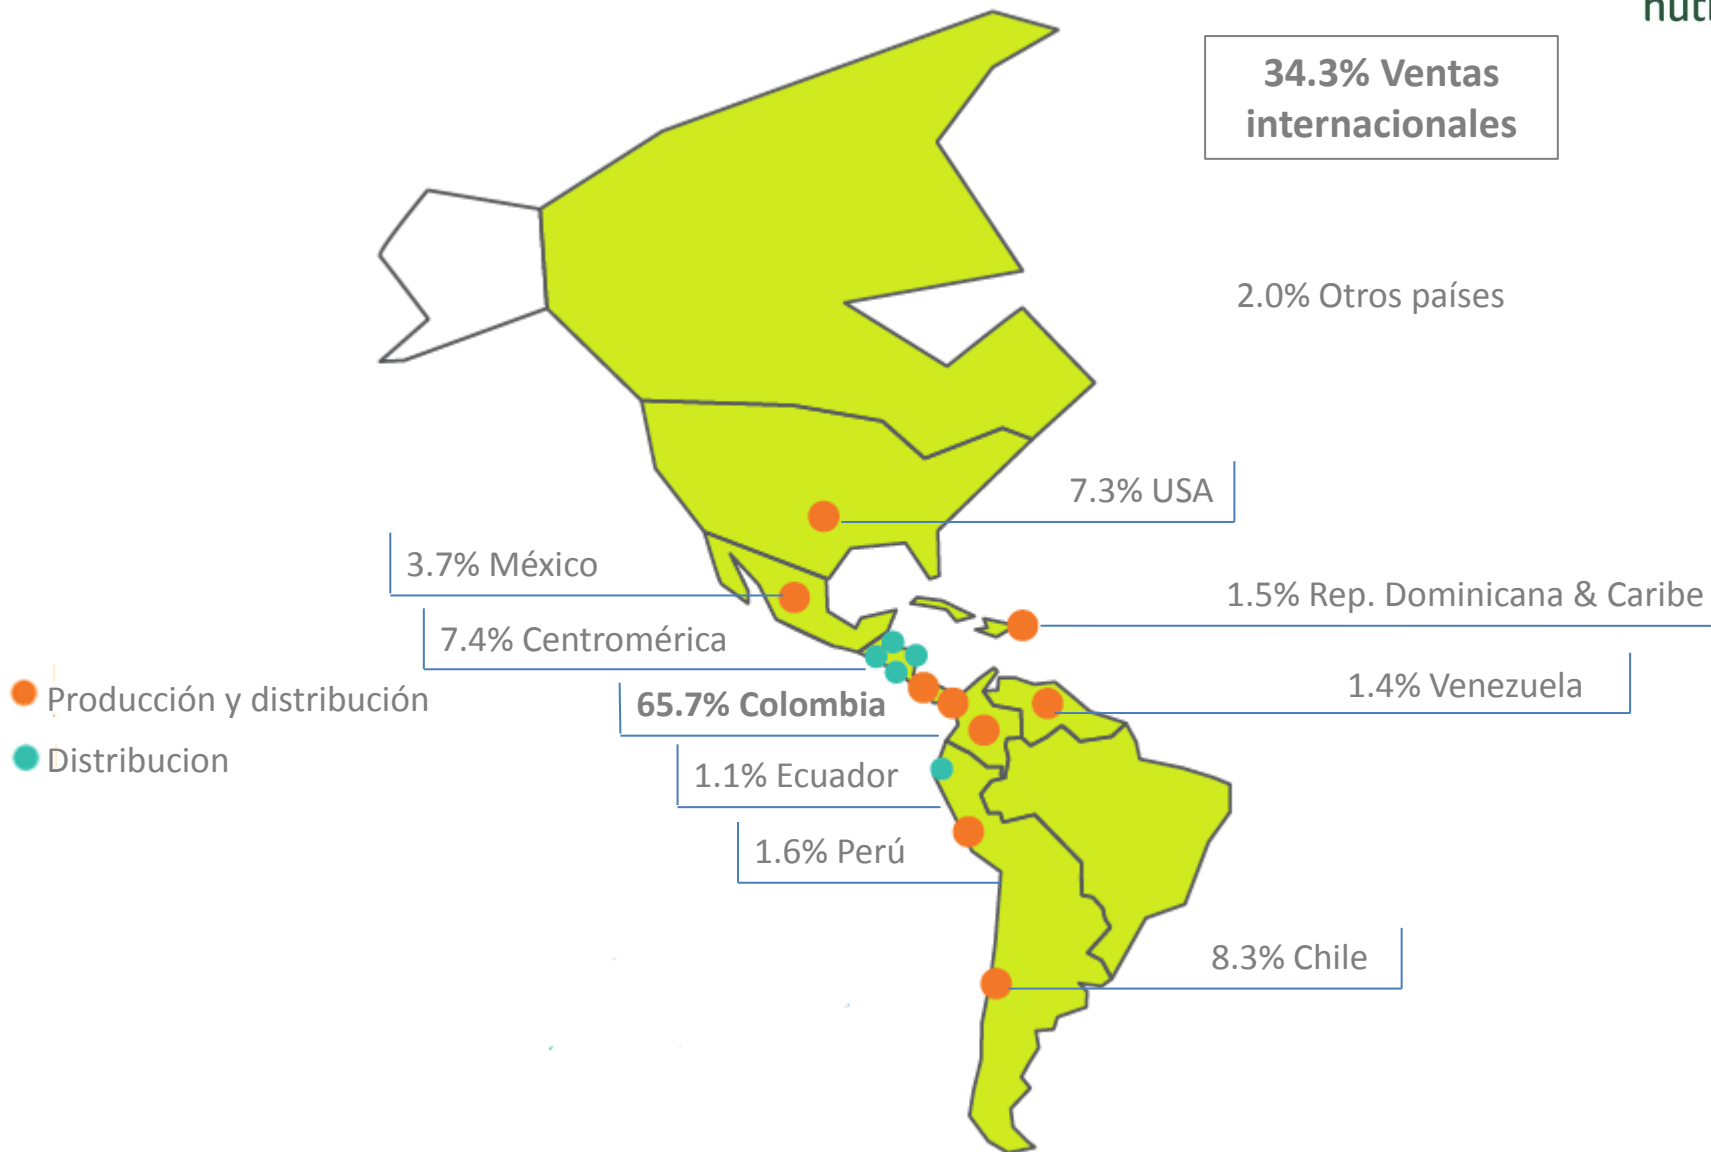 34.3% Ventas
internacionales
2.0% Otros países
7.3% USA
3.7% México
1.5% Rep. Dominicana & Caribe
7.4% Centromérica
1.4% Venezuela
65.7% Colombia
Producción y distribución
Distribucion
1.1% Ecuador
1.6% Perú
8.3% Chile